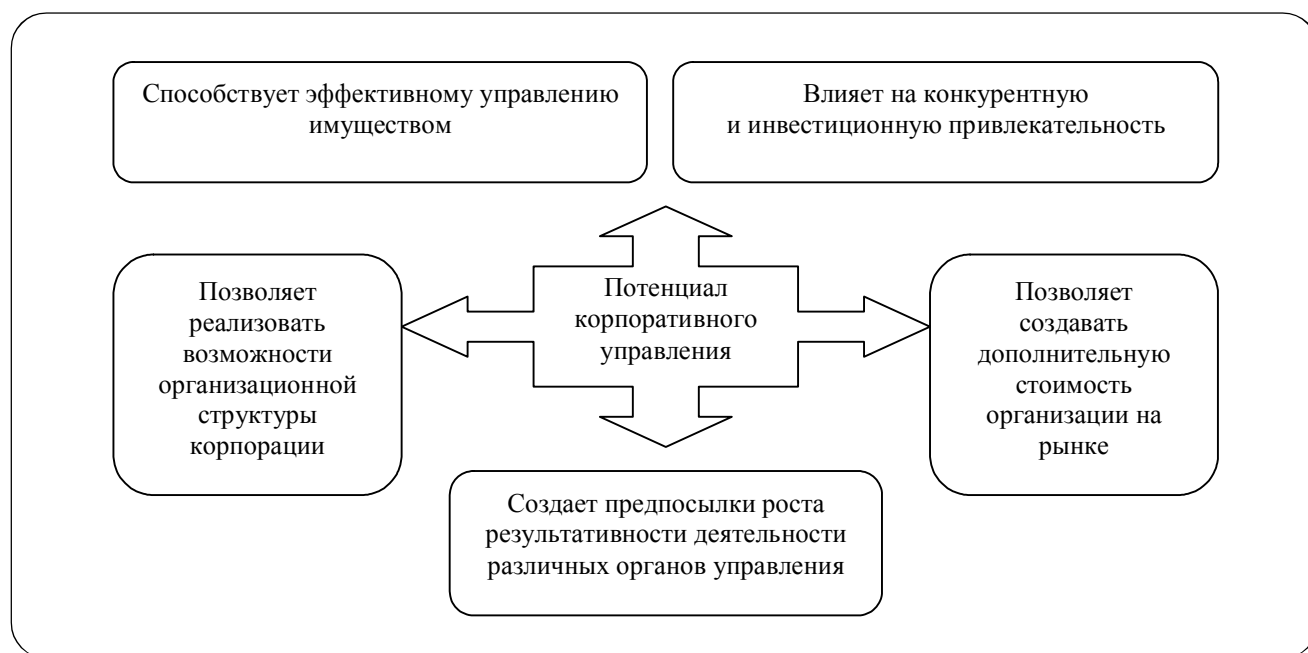 Способствует эффективному управлению
имуществом
Влияет на конкурентную
и инвестиционную привлекательность
Позволяет
реализовать
возможности
организационной
структуры
корпорации
Потенциал
корпоративного
управления
Позволяет
создавать
дополнительную
стоимость
организации на
рынке
Создает предпосылки роста
результативности деятельности
различных органов управления